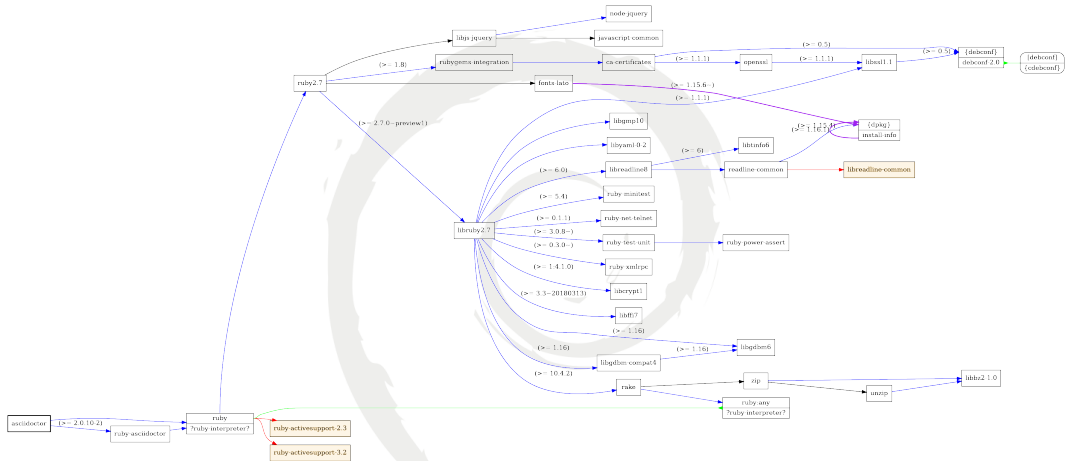 node-jquery
libjs-jquery
javascript-common
(>= 0.5)
(>= 0.5)
{debconf}
debconf-2.0
{debconf}
{cdebconf}
(>= 1.8)
rubygems-integration
ca-certificates
(>= 1.1.1)
openssl
(>= 1.1.1)
libssl1.1
ruby2.7
fonts-lato
(>= 1.15.6~)
(>= 1.1.1)
(>= 2.7.0~preview1)
libgmp10
(>= 1.15.4)
{dpkg}
install-info
libyaml-0-2
(>= 6)
libtinfo6
(>= 6.0)
libreadline8
readline-common
libreadline-common
(>= 5.4)
ruby-minitest
(>= 0.1.1)
ruby-net-telnet
libruby2.7
(>= 3.0.8~)
ruby-test-unit
ruby-power-assert
(>= 0.3.0~)
ruby-xmlrpc
(>= 1:4.1.0)
libcrypt1
(>= 3.3~20180313)
libffi7
(>= 1.16)
(>= 1.16)
(>= 1.16)
libgdbm6
libgdbm-compat4
(>= 10.4.2)
rake
zip
libbz2-1.0
unzip
ruby-any
?ruby-interpreter?
asciidoctor
(>= 2.0.10-2)
ruby-asciidoctor
ruby
?ruby-interpreter?
ruby-activesupport-2.3
ruby-activesupport-3.2